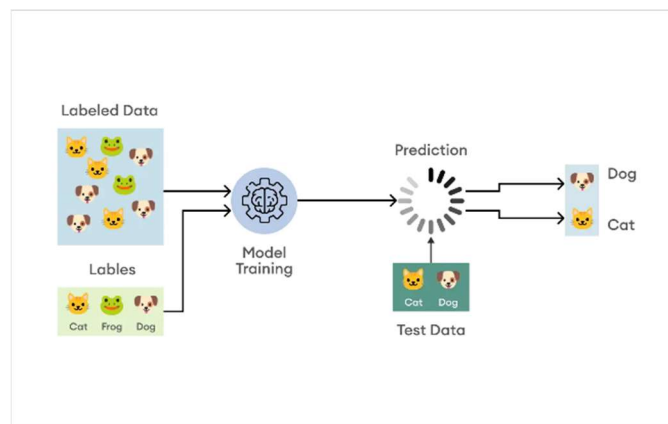 Labeled Data
Prediction
Dog
Cat
Model
Training
Lables
Cat Frog Dog
Cat Dog
Test Data